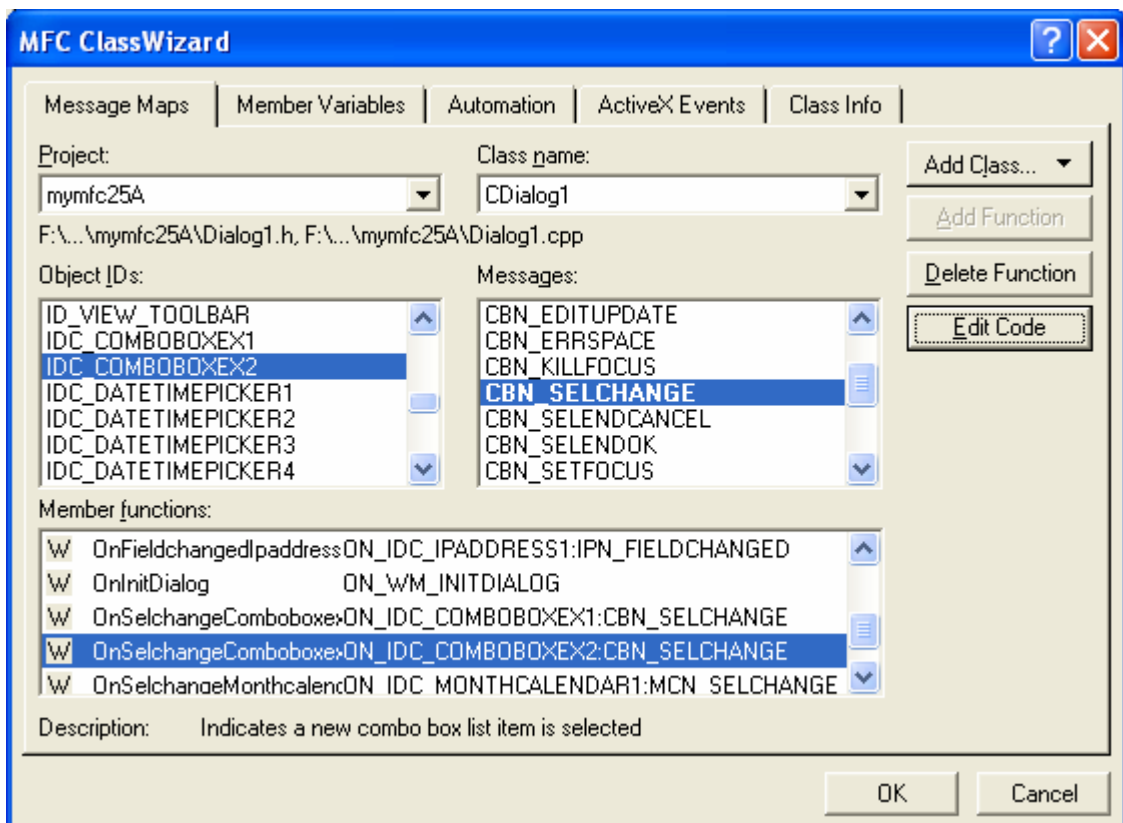 MFC ClassWizard
Message Maps Member Variables Automation ActiveX Events Class Info
Project: Class name:
mymfc25A CDialog1
Add Class...
Add Function
F:\...\mymfc25A\Dialog1.h, F:\...\mymfc25A\Dialog1.cpp
Object IDs: Messages:
Delete Function
Edit Code
ID_VIEW_TOOLBAR
IDC_COMBOBOXEX1
IDC_COMBOBOXEX2
IDC_DATETIMEPICKER1
IDC_DATETIMEPICKER2
IDC_DATETIMEPICKER3
IDC_DATETIMEPICKER4
CBN_EDITUPDATE
CBN_ERRSPACE
CBN_KILLFOCUS
CBN_SELCHANGE
CBN_SELENDCANCEL
CBN_SELENDOK
CBN_SETFOCUS
Member functions:
W OnFieldchangedIpaddress ON_IDC_IPADDRESS1:IPN_FIELDCHANGED
W OnInitDialog ON_WM_INITDIALOG
W OnSelchangeComboboxex ON_IDC_COMBOBOXEX1:CBN_SELCHANGE
W OnSelchangeComboboxex ON_IDC_COMBOBOXEX2:CBN_SELCHANGE
W OnSelchangeMonthcalend ON_IDC_MONTHCALENDAR1:MCN_SELCHANGE
Description: Indicates a new combo box list item is selected
OK Cancel